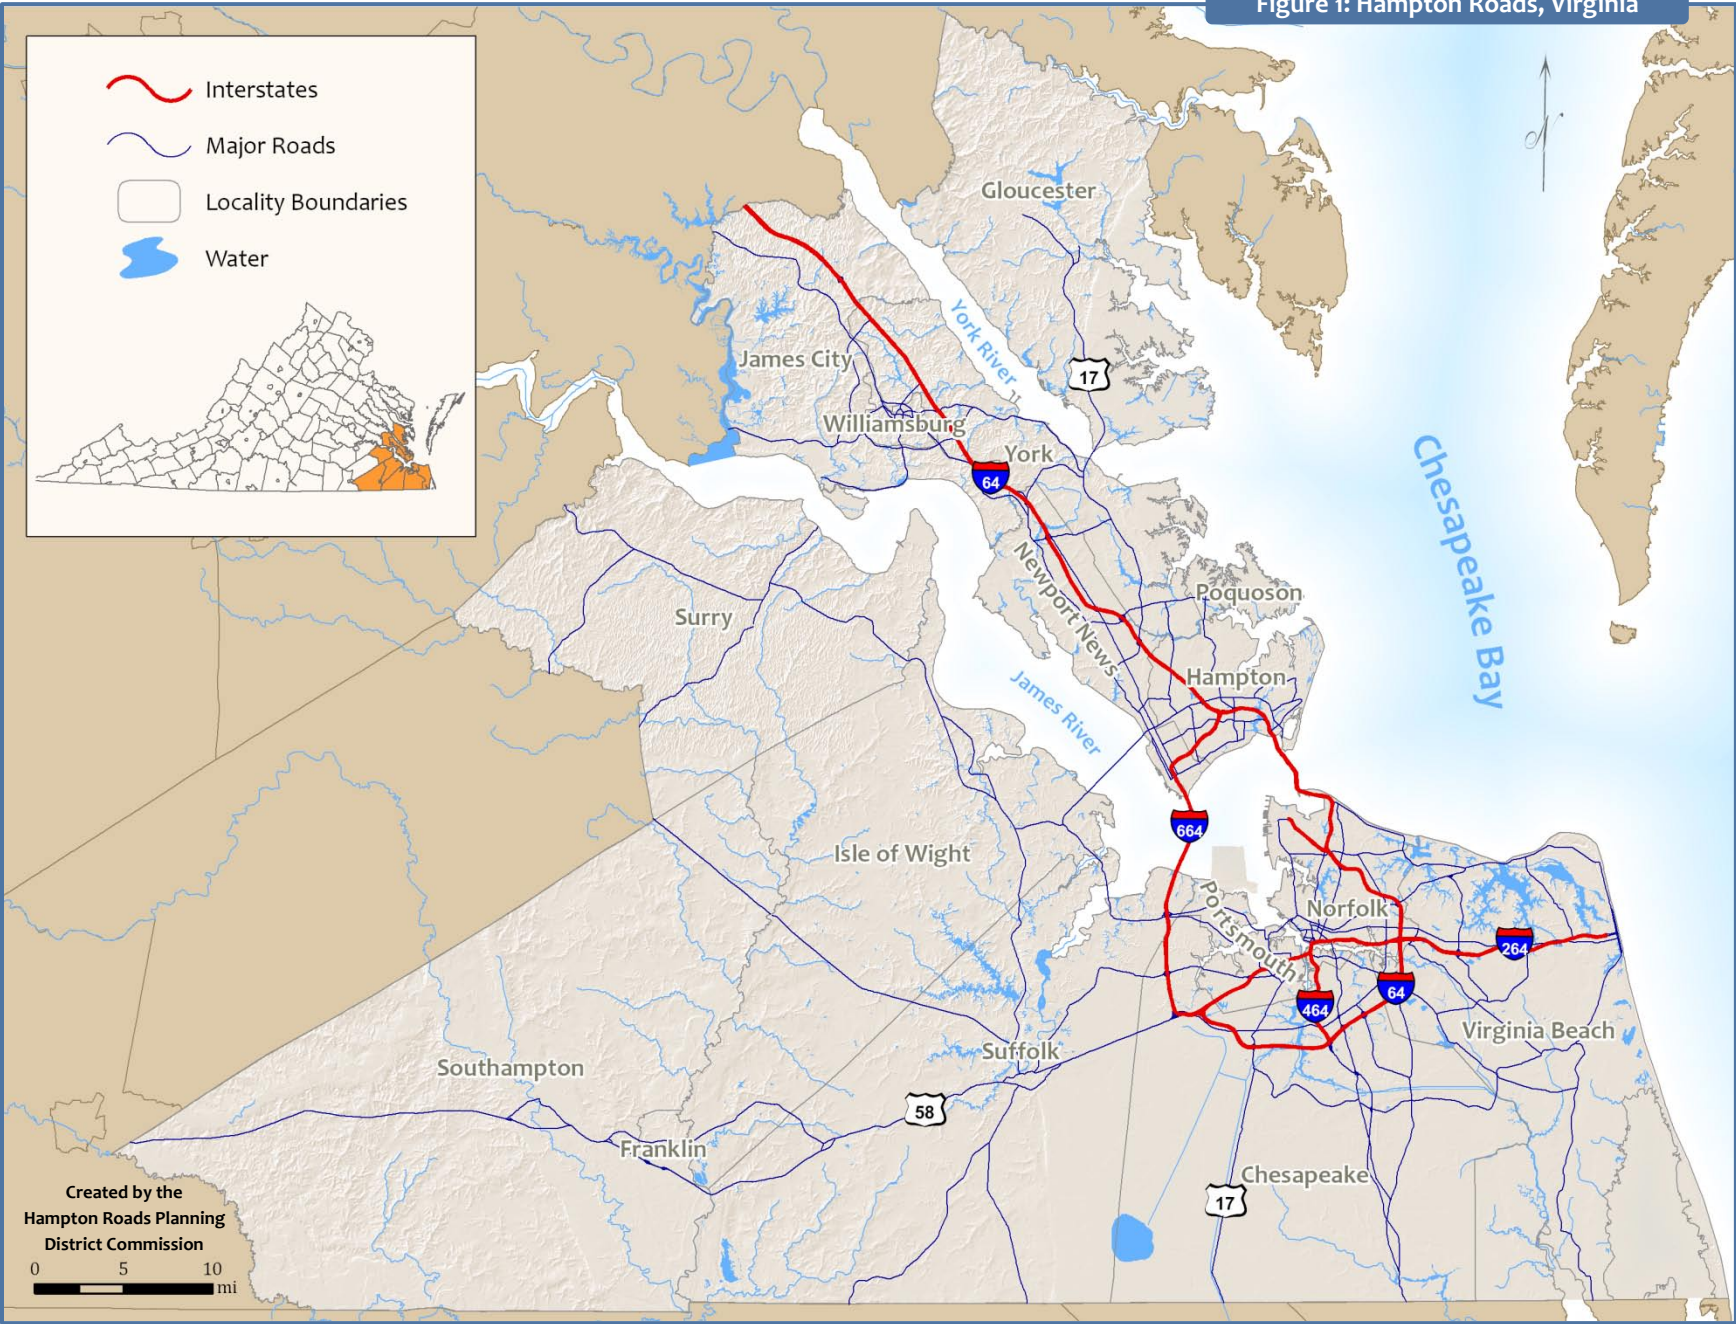 Figure 1: Hampton Roads, Virginia
Interstates
Major Roads
Locality Boundaries
Water
Gloucester
York River
17
James City
Williamsburg
York
64
Chesapeake Bay
Newport News
Poquoson
Surry
Hampton
James River
664
Isle of Wight
Portsmouth
Norfolk
264
64
464
Virginia Beach
Suffolk
Southampton
58
Franklin
Chesapeake
17
Created by the
Hampton Roads Planning
District Commission
0 5 10
mi